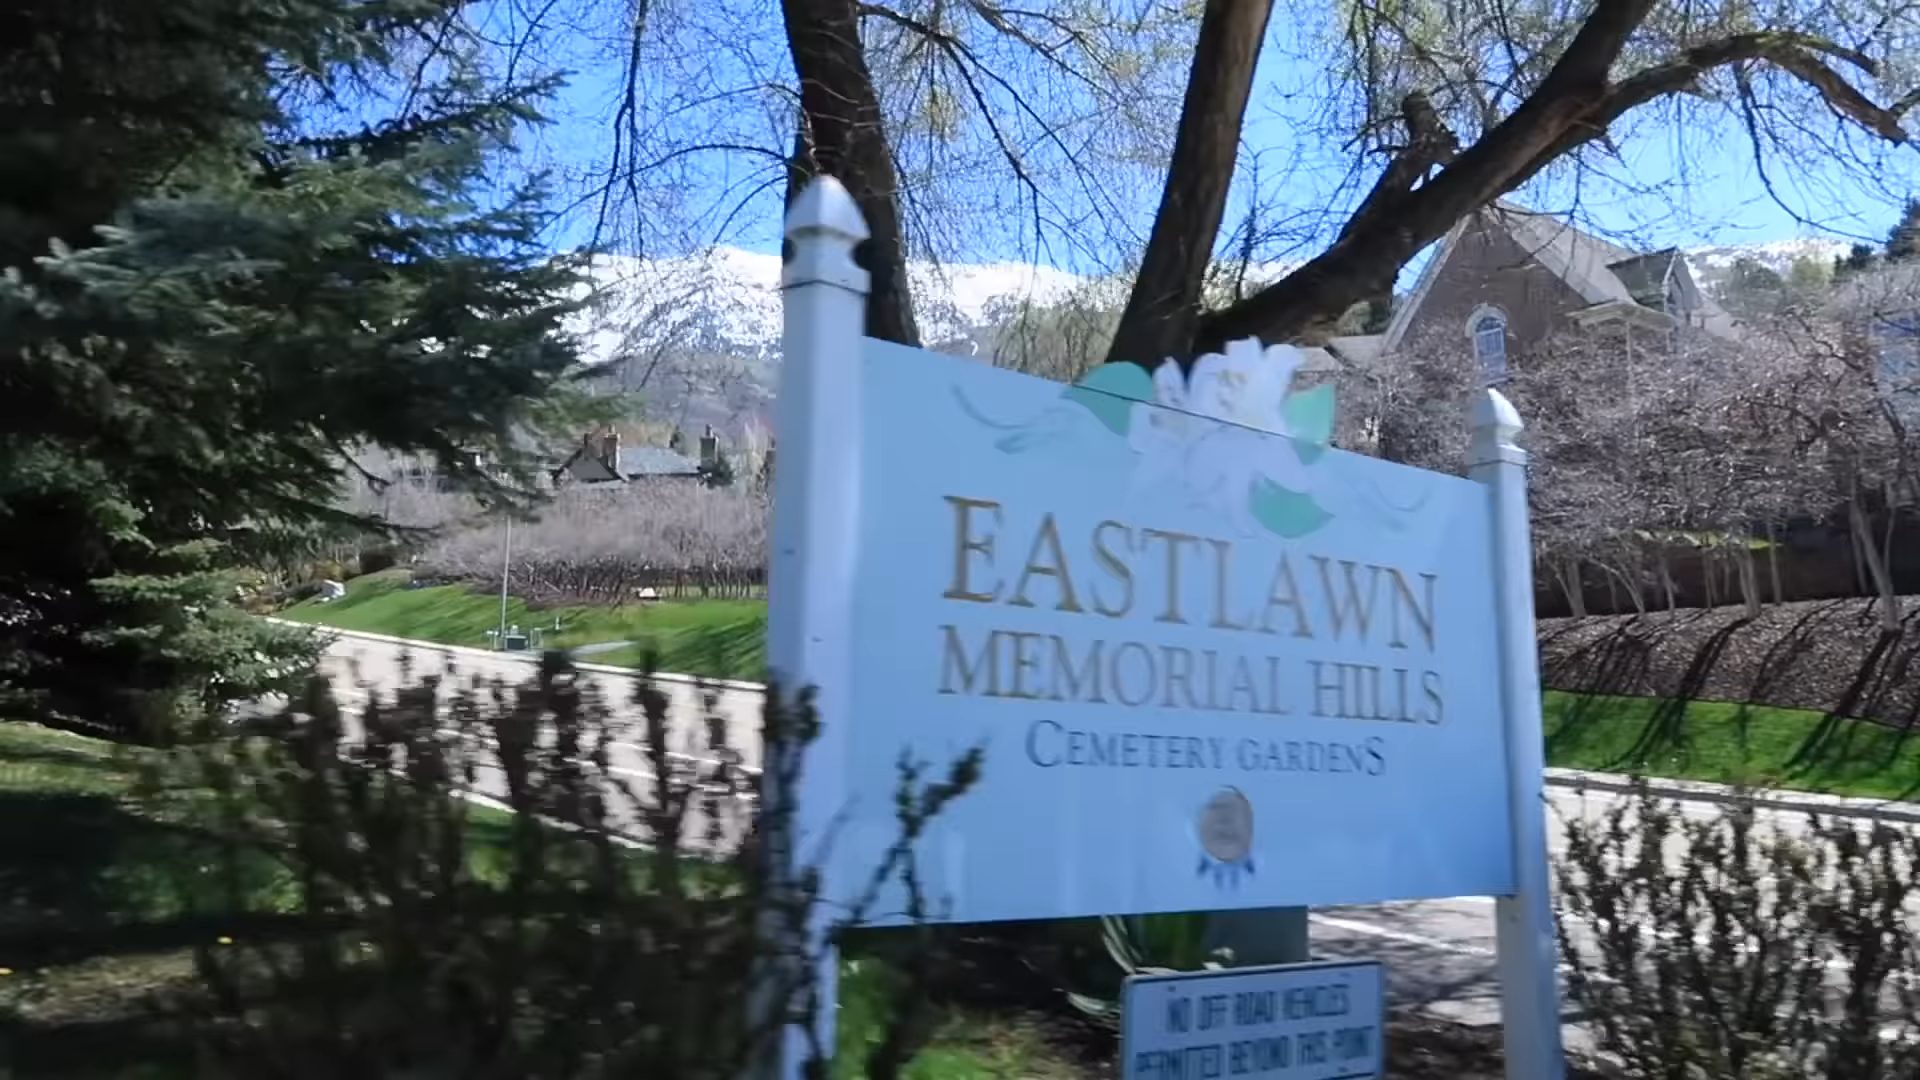 EASTLAWN
MEMORIAL HILLS
CEMETERY GARDENS
NO OFF ROAD VEHICLES
PERMITTED BEYOND THIS POINT